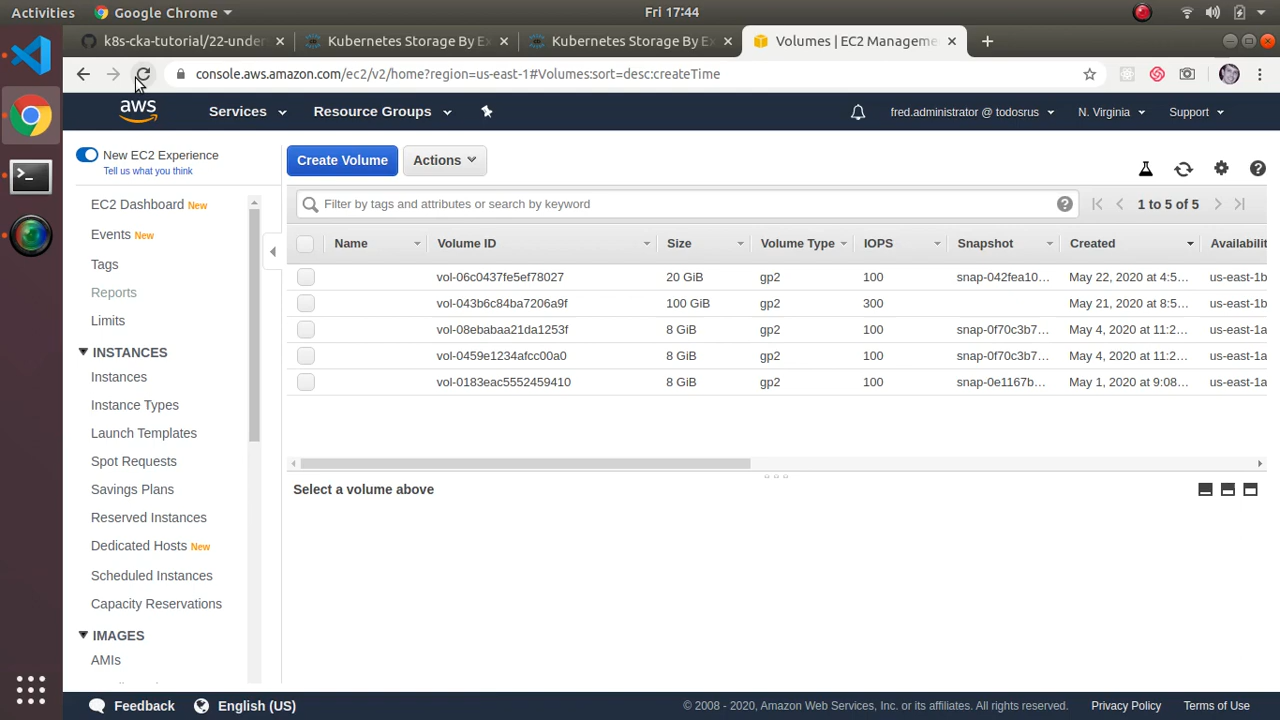 Activities
Google Chrome
Fri 17:44
k8s-cka-tutorial/22-under
Kubernetes Storage By Ex
Kubernetes Storage By Ex
Volumes | EC2 Manageme
console.aws.amazon.com/ec2/v2/home?region=us-east-1#Volumes:sort=desc:createTime
aws
Services
Resource Groups
fred.administrator @ todosrus
N. Virginia
Support
New EC2 Experience
Tell us what you think
EC2 Dashboard New
Events New
Tags
Reports
Limits
INSTANCES
Instances
Instance Types
Launch Templates
Spot Requests
Savings Plans
Reserved Instances
Dedicated Hosts New
Scheduled Instances
Capacity Reservations
IMAGES
AMIs
Create Volume
Actions
Filter by tags and attributes or search by keyword
1 to 5 of 5
Name Volume ID Size Volume Type IOPS Snapshot Created Availabilit
vol-06c0437fe5ef78027 20 GiB gp2 100 snap-042fea10... May 22, 2020 at 4:5... us-east-1b
vol-043b6c84ba7206a9f 100 GiB gp2 300 May 21, 2020 at 8:5... us-east-1b
vol-08ebabaa21da1253f 8 GiB gp2 100 snap-0f70c3b7... May 4, 2020 at 11:2... us-east-1a
vol-0459e1234afcc00a0 8 GiB gp2 100 snap-0f70c3b7... May 4, 2020 at 11:2... us-east-1a
vol-0183eac5552459410 8 GiB gp2 100 snap-0e1167b... May 1, 2020 at 9:08... us-east-1a
Select a volume above
Feedback
English (US)
© 2008 - 2020, Amazon Web Services, Inc. or its affiliates. All rights reserved.
Privacy Policy
Terms of Use